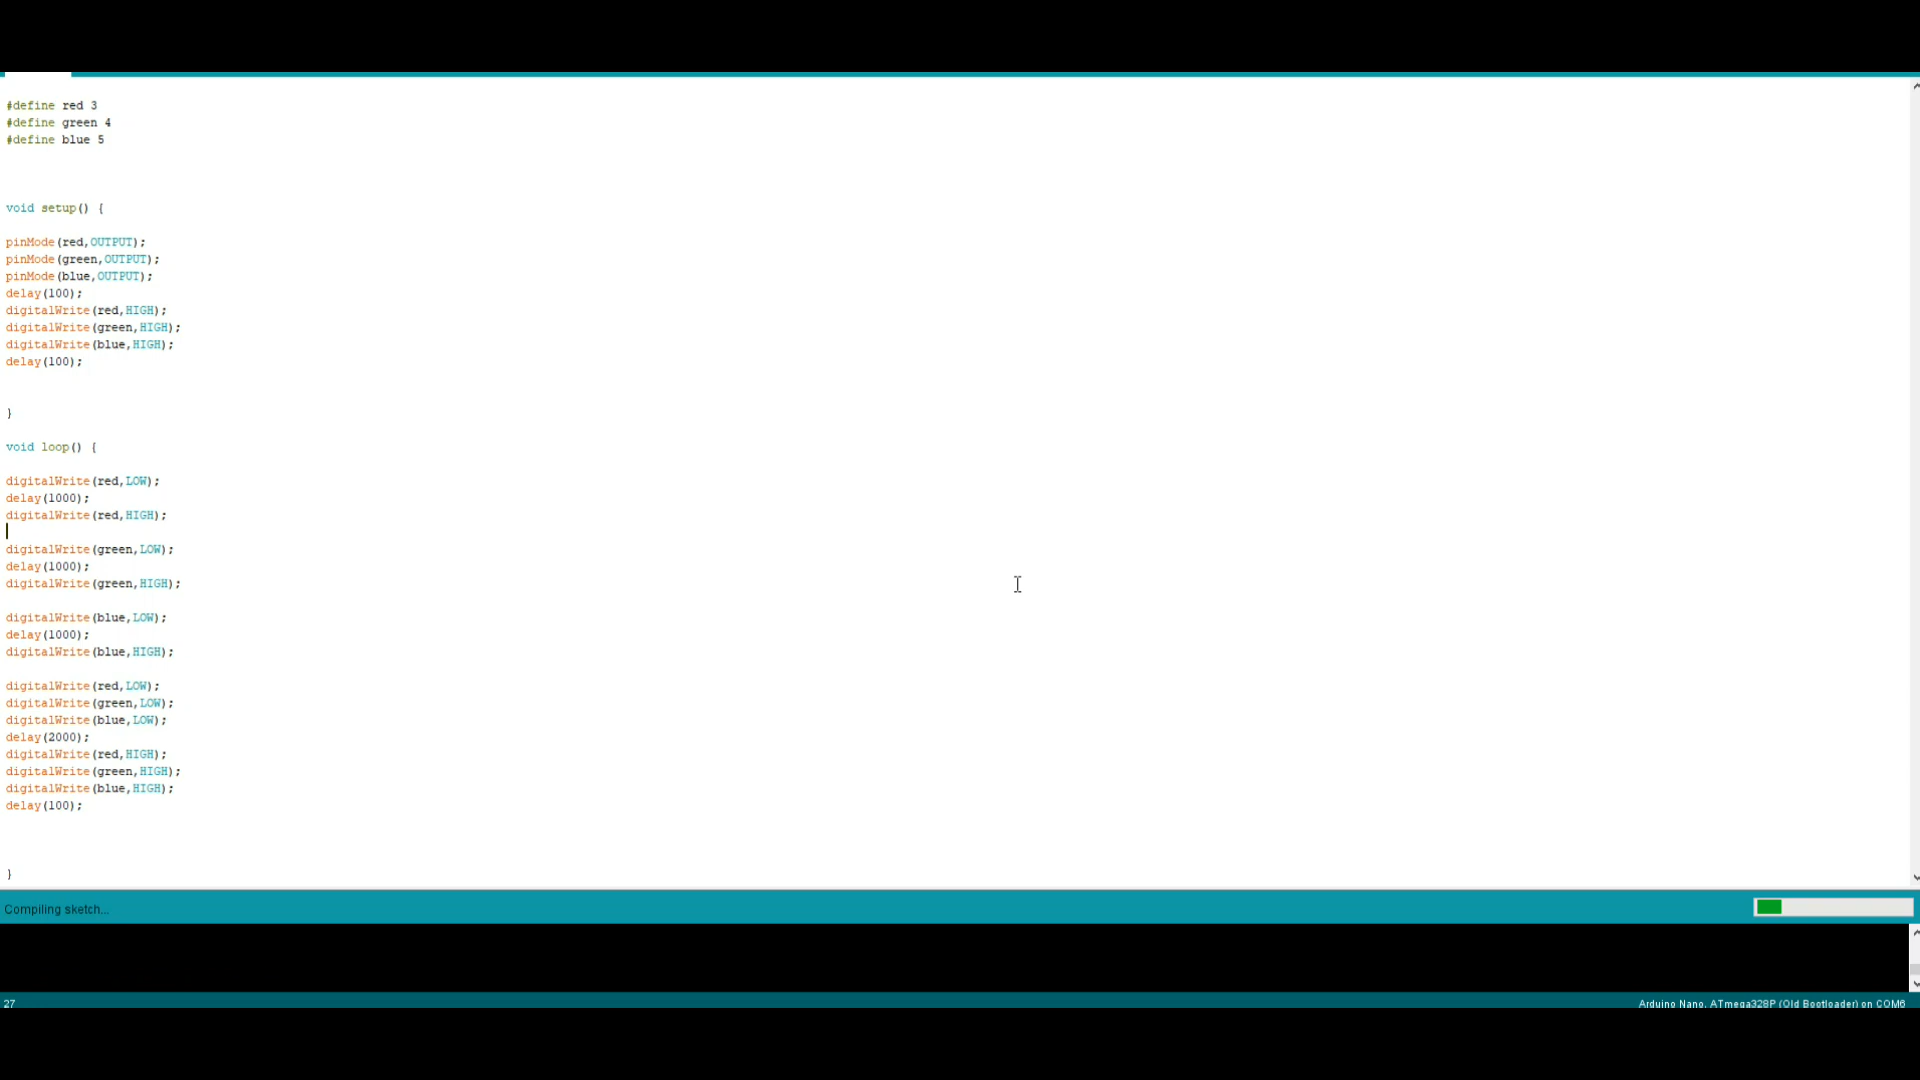 #define red 3
#define green 4
#define blue 5
void setup() {
pinMode(red,OUTPUT);
pinMode(green,OUTPUT);
pinMode(blue,OUTPUT);
delay(100);
digitalWrite(red,HIGH);
digitalWrite(green,HIGH);
digitalWrite(blue,HIGH);
delay(100);
}
void loop() {
digitalWrite(red,LOW);
delay(1000);
digitalWrite(red,HIGH);
digitalWrite(green,LOW);
delay(1000);
digitalWrite(green,HIGH);
digitalWrite(blue,LOW);
delay(1000);
digitalWrite(blue,HIGH);
digitalWrite(red,LOW);
digitalWrite(green,LOW);
digitalWrite(blue,LOW);
delay(2000);
digitalWrite(red,HIGH);
digitalWrite(green,HIGH);
digitalWrite(blue,HIGH);
delay(100);
}
Compiling sketch...
27
Arduino Nano, ATmega328P (Old Bootloader) on COM6